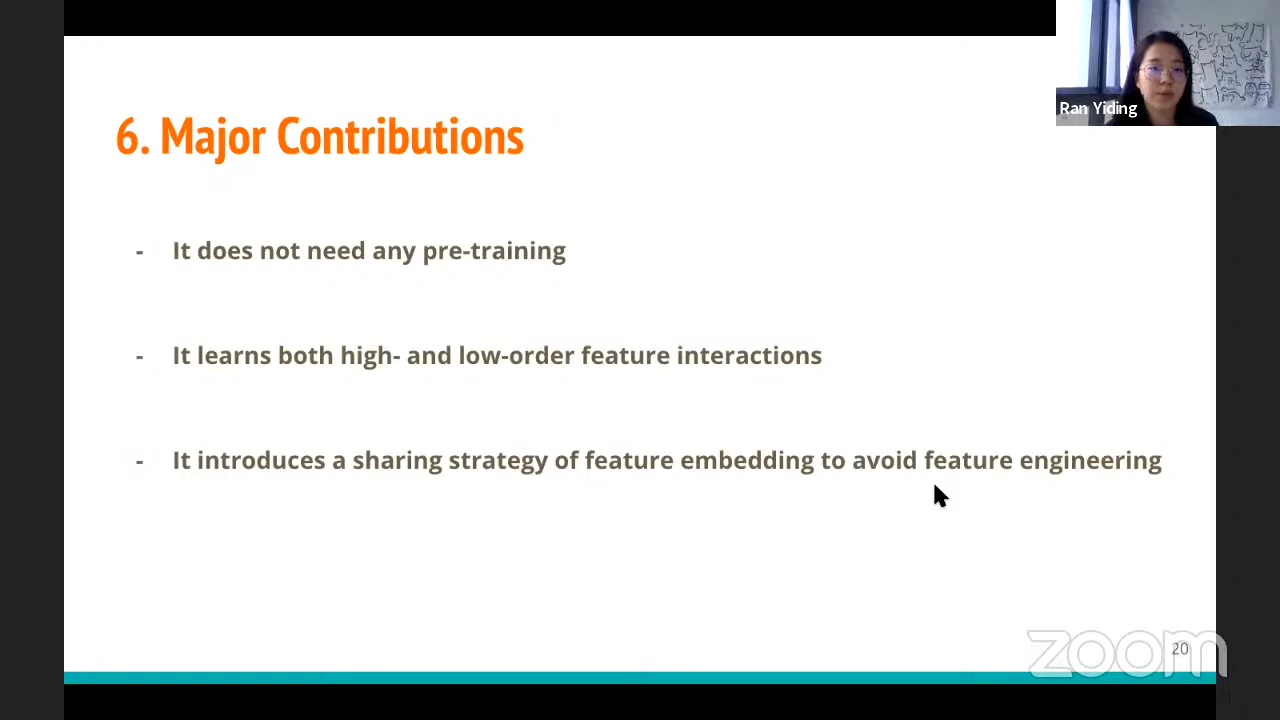 Ran Yiding
6. Major Contributions
- It does not need any pre-training
- It learns both high- and low-order feature interactions
- It introduces a sharing strategy of feature embedding to avoid feature engineering
20
zoom